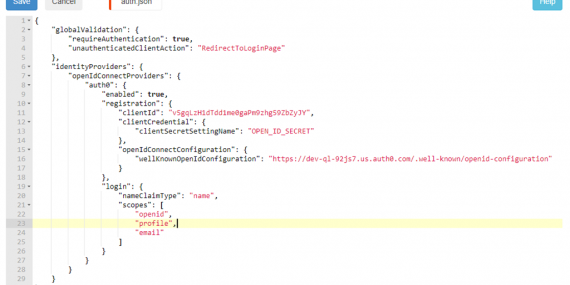 Save
Cancel
auth.json
Help
1 {
2 "globalValidation": {
3 "requireAuthentication": true,
4 "unauthenticatedClientAction": "RedirectToLoginPage"
5 },
6 "identityProviders": {
7 "openIdConnectProviders": {
8 "auth0": {
9 "enabled": true,
10 "registration": {
11 "clientId": "v5gqLzHidTddime0gaPm9zhg59ZbZyJY",
12 "clientCredential": {
13 "clientSecretSettingName": "OPEN_ID_SECRET"
14 },
15 "openIdConnectConfiguration": {
16 "wellKnownOpenIdConfiguration": "https://dev-ql-92js7.us.auth0.com/.well-known/openid-configuration"
17 }
18 },
19 "login": {
20 "nameClaimType": "name",
21 "scopes": [
22 "openid",
23 "profile",
24 "email"
25 ]
26 }
27 }
28 }
29 }